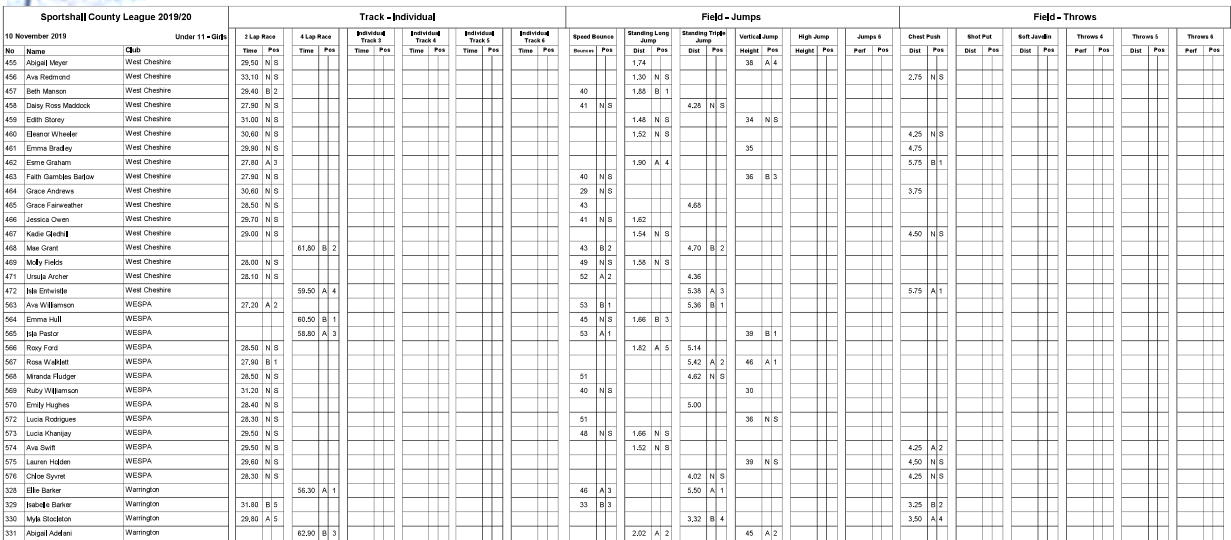 Sportshall County League 2019/20 Track - Individual Field - Jumps Field - Throws
10 November 2019 Under 11 - Girls 2 Lap Race 4 Lap Race Individual Track 3 Individual Track 4 Individual Track 5 Individual Track 6 Speed Bounce Standing Long Jump Standing Triple Jump Vertical Jump High Jump Jumps 6 Chest Push Shot Put Soft Javelin Throws 4 Throws 5 Throws 6
No Name Club Time Pos Time Pos Time Pos Time Pos Time Pos Time Pos Bounces Pos Dist Pos Dist Pos Height Pos Height Pos Perf Pos Dist Pos Dist Pos Dist Pos Perf Pos Dist Pos Perf Pos
455 Abigail Meyer West Cheshire 29.50 N S 1.74 38 A 4
456 Ava Redmond West Cheshire 33.10 N S 1.30 N S 2.75 N S
457 Beth Manson West Cheshire 29.40 B 2 40 1.88 B 1
458 Daisy Ross Maddock West Cheshire 27.90 N S 41 N S 4.28 N S
459 Edith Storey West Cheshire 31.00 N S 1.48 N S 34 N S
460 Eleanor Wheeler West Cheshire 30.60 N S 1.52 N S 4.25 N S
461 Emma Bradley West Cheshire 29.90 N S 35 4.75
462 Esme Graham West Cheshire 27.80 A 3 1.90 A 4 5.75 B 1
463 Faith Gambles Barlow West Cheshire 27.90 N S 40 N S 36 B 3
464 Grace Andrews West Cheshire 30.60 N S 29 N S 3.75
465 Grace Fairweather West Cheshire 28.50 N S 43 4.68
466 Jessica Owen West Cheshire 29.70 N S 41 N S 1.62
467 Kadie Gledhill West Cheshire 29.00 N S 1.54 N S 4.50 N S
468 Mae Grant West Cheshire 61.80 B 2 43 B 2 4.70 B 2
469 Molly Fields West Cheshire 28.00 N S 49 N S 1.58 N S
471 Ursula Archer West Cheshire 28.10 N S 52 A 2 4.36
472 Isla Entwistle West Cheshire 59.50 A 4 5.38 A 3 5.75 A 1
563 Ava Williamson WESPA 27.20 A 2 53 B 1 5.36 B 1
564 Emma Hull WESPA 60.50 B 1 45 N S 1.66 B 3
565 Isla Pastor WESPA 58.80 A 3 53 A 1 39 B 1
566 Roxy Ford WESPA 28.50 N S 1.82 A 5 5.14
567 Rosa Walklett WESPA 27.90 B 1 5.42 A 2 46 A 1
568 Miranda Fludger WESPA 28.50 N S 51 4.62 N S
569 Ruby Williamson WESPA 31.20 N S 40 N S 30
570 Emily Hughes WESPA 28.40 N S 5.00
572 Lucia Rodrigues WESPA 28.30 N S 51 36 N S
573 Lucia Khanijay WESPA 29.50 N S 48 N S 1.66 N S
574 Ava Swift WESPA 29.50 N S 1.52 N S 4.25 A 2
575 Lauren Halden WESPA 29.60 N S 39 N S 4.50 N S
576 Chloe Syvret WESPA 28.30 N S 4.02 N S 4.25 N S
328 Ellie Barker Warrington 56.30 A 1 46 A 3 5.50 A 1
329 Isabelle Barker Warrington 31.80 B 5 33 B 3 3.25 B 2
330 Myla Stockton Warrington 29.80 A 5 3.32 B 4 3.50 A 4
331 Abigail Adelani Warrington 62.90 B 3 2.02 A 2 45 A 2